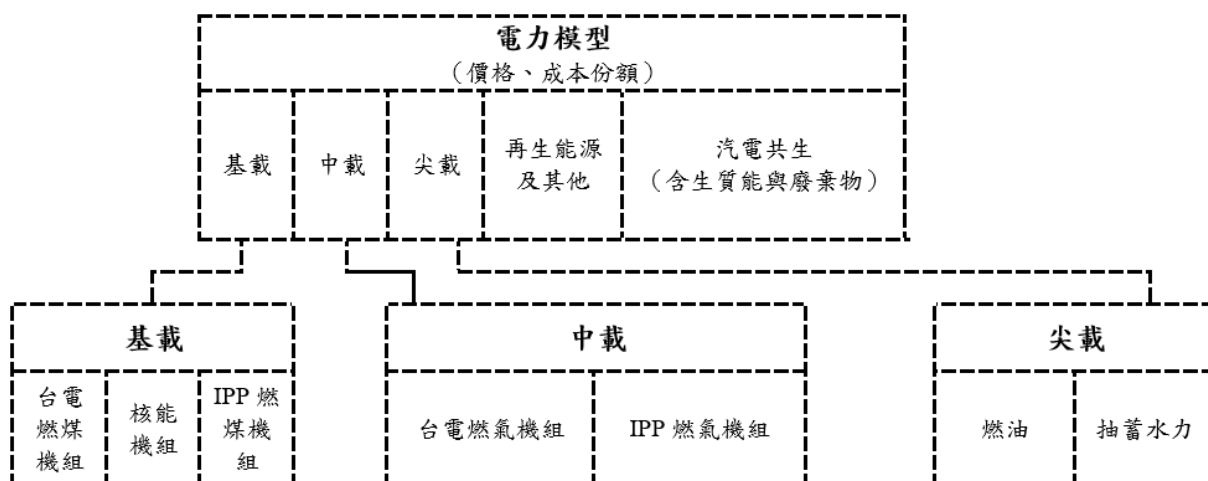 電力模型
（價格、成本份額）
基載
中載
尖載
再生能源
及其他
汽電共生
（含生質能與廢棄物）
基載
台電
燃煤
機組
核能
機組
IPP 燃
煤機
組
中載
台電燃氣機組
IPP 燃氣機組
尖載
燃油
抽蓄水力